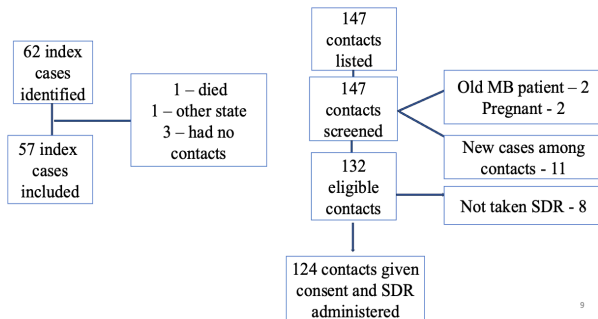 62 index
cases
identified
1 – died
1 – other state
3 – had no
contacts
57 index
cases
included
147
contacts
listed
147
contacts
screened
Old MB patient – 2
Pregnant - 2
New cases among
contacts - 11
132
eligible
contacts
Not taken SDR - 8
124 contacts given
consent and SDR
administered
9